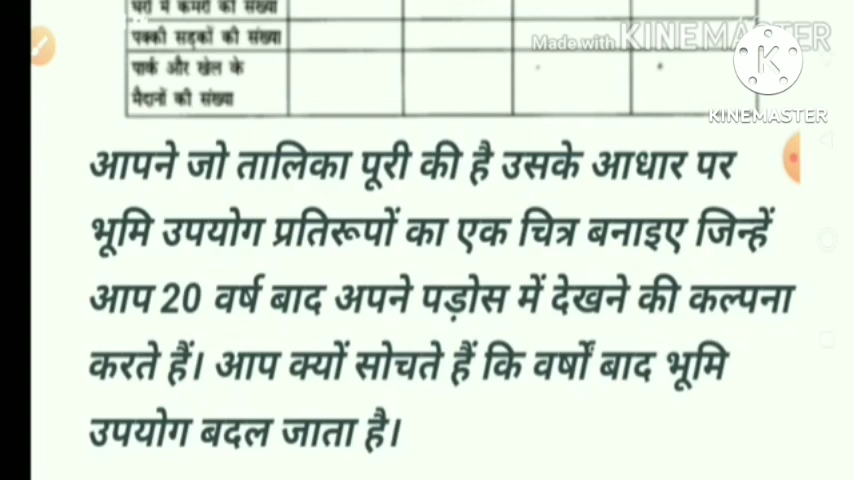 घरों में कमरों की संख्या
पक्की सड़कों की संख्या
पार्क और खेल के
मैदानों की संख्या
Made with KINEMASTER
KINEMASTER
आपने जो तालिका पूरी की है उसके आधार पर
भूमि उपयोग प्रतिरूपों का एक चित्र बनाइए जिन्हें
आप 20 वर्ष बाद अपने पड़ोस में देखने की कल्पना
करते हैं। आप क्यों सोचते हैं कि वर्षों बाद भूमि
उपयोग बदल जाता है।